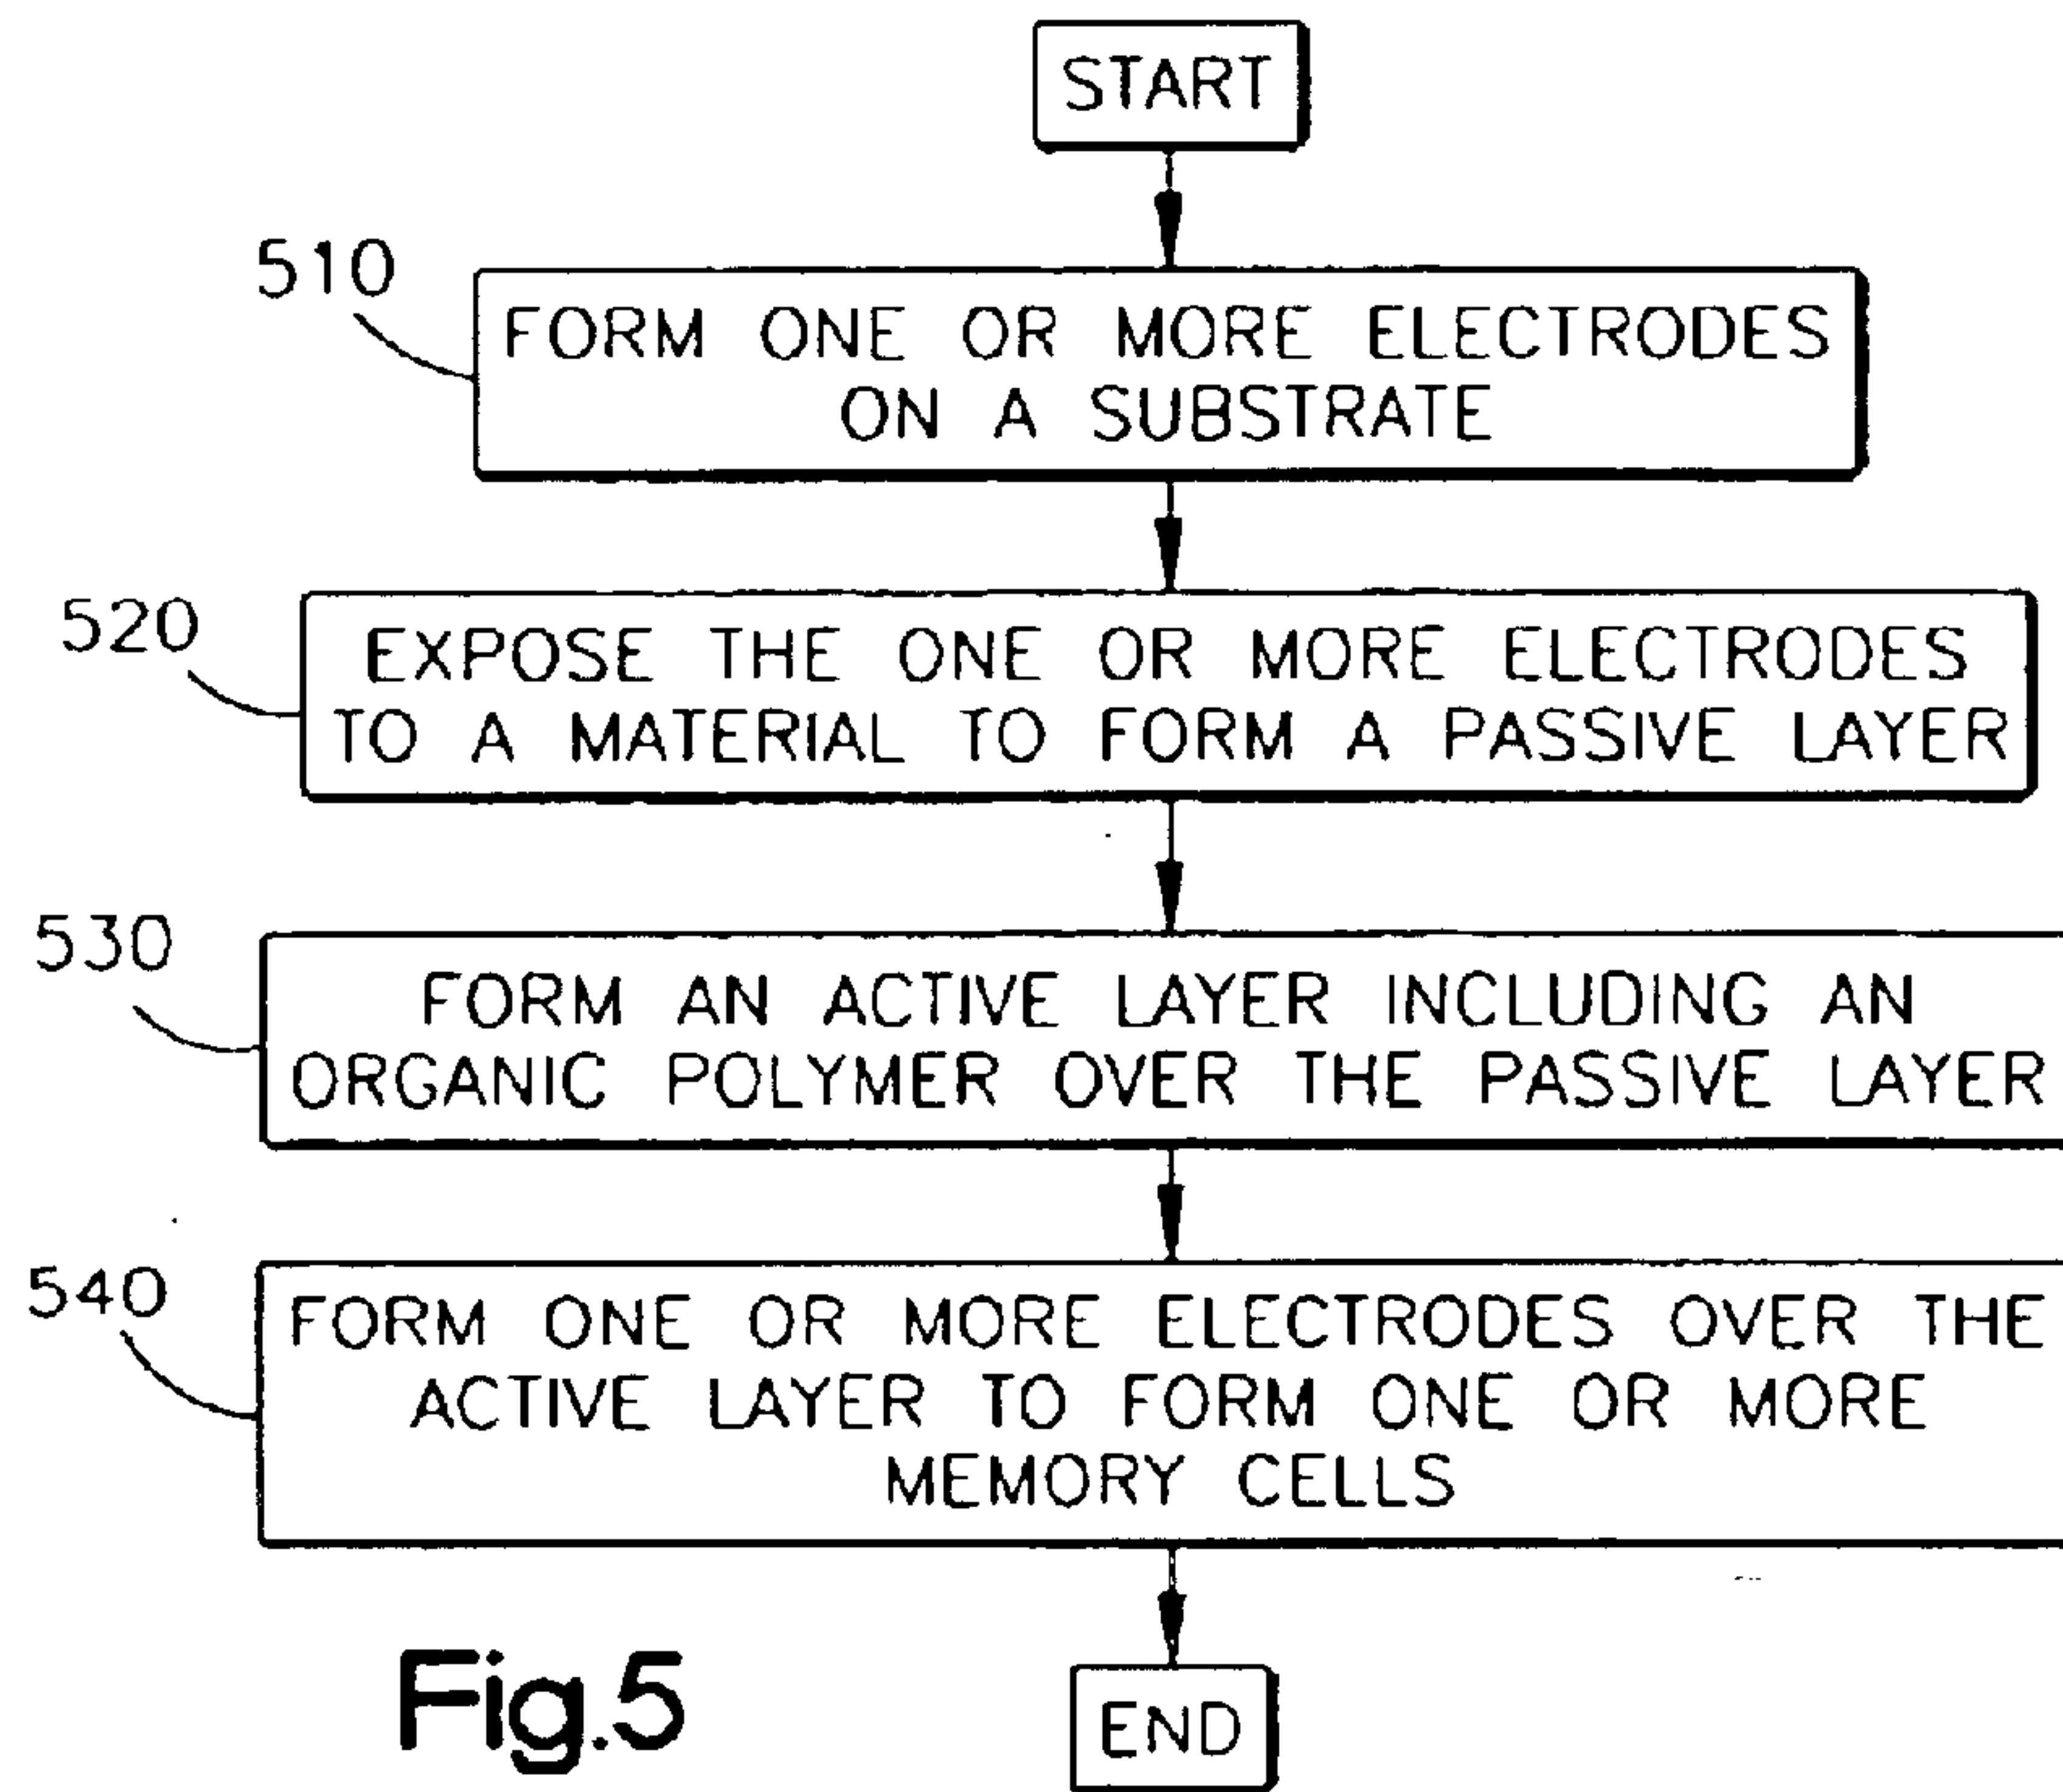 START
510
FORM ONE OR MORE ELECTRODES
ON A SUBSTRATE
520
EXPOSE THE ONE OR MORE ELECTRODES
TO A MATERIAL TO FORM A PASSIVE LAYER
530
FORM AN ACTIVE LAYER INCLUDING AN
ORGANIC POLYMER OVER THE PASSIVE LAYER
540
FORM ONE OR MORE ELECTRODES OVER THE
ACTIVE LAYER TO FORM ONE OR MORE
MEMORY CELLS
END
Fig.5